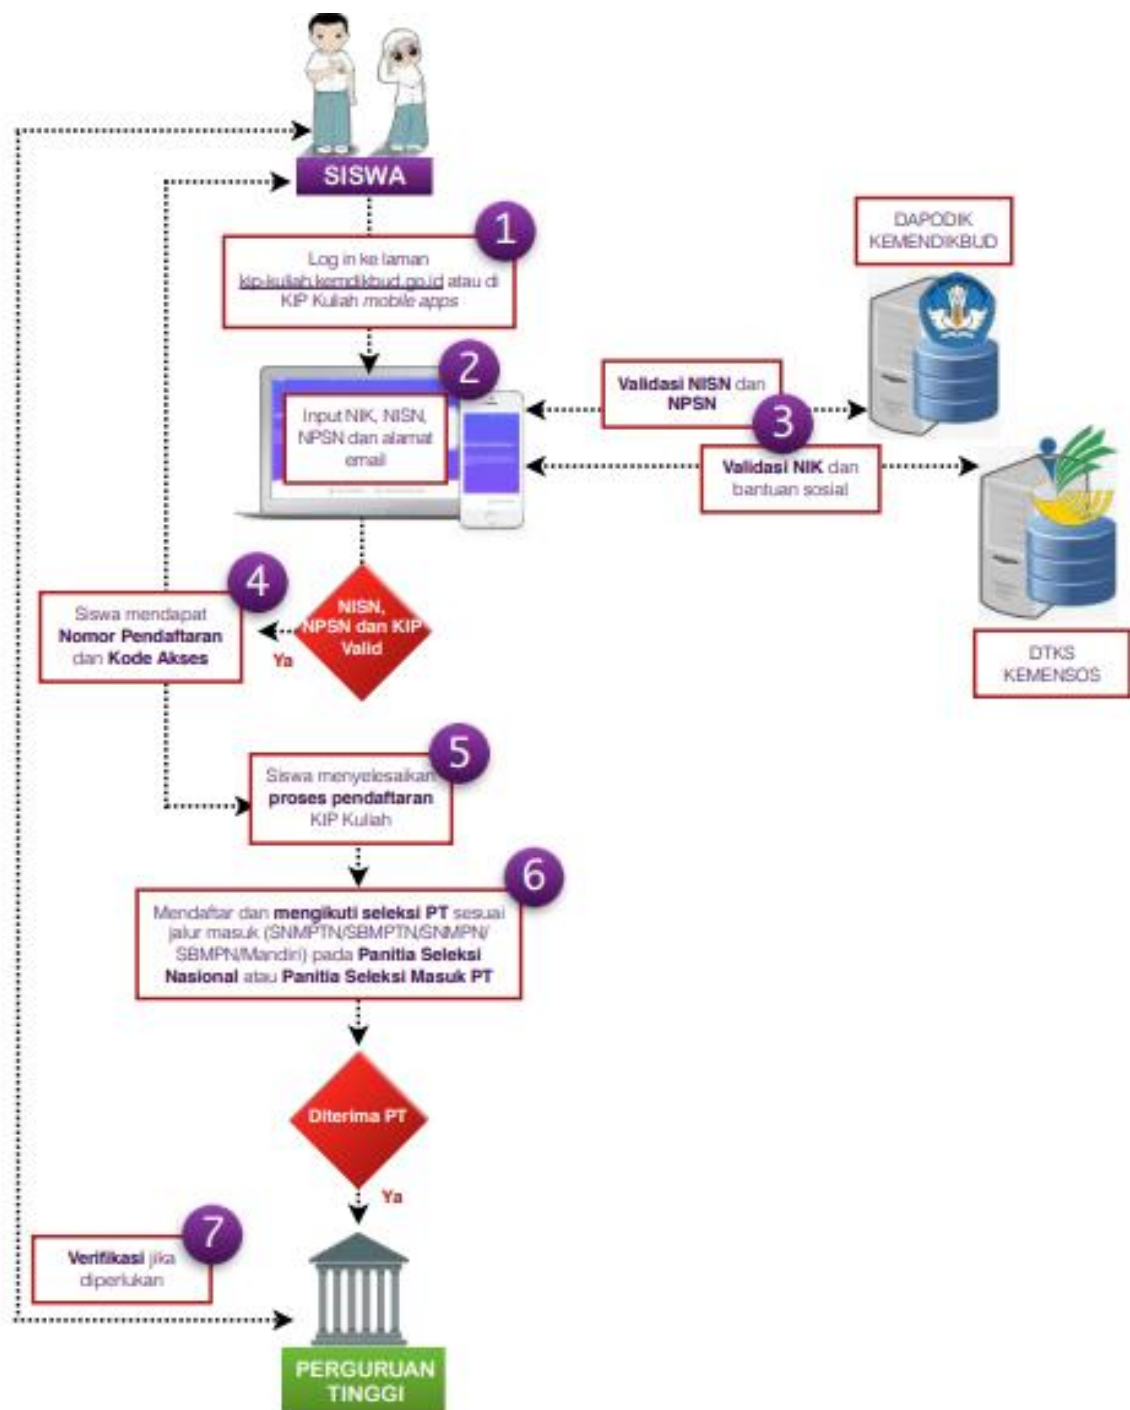 SISWA
1
Log in ke laman
kip-kuliah.kemdikbud.go.id atau di
KIP Kuliah mobile apps
DAPODIK
KEMENDIKBUD
2
Input NIK, NISN,
NPSN dan alamat
email
Validasi NISN dan
NPSN
3
Validasi NIK dan
bantuan sosial
DTKS
KEMENSOS
4
Siswa mendapat
Nomor Pendaftaran
dan Kode Akses
NISN,
NPSN dan KIP
Valid
Ya
5
Siswa menyelesaikan
proses pendaftaran
KIP Kuliah
6
Mendaftar dan mengikuti seleksi PT sesuai
jalur masuk (SNMPTN/SBMPTN/SNMPN/
SBMPN/Mandiri) pada Panitia Seleksi
Nasional atau Panitia Seleksi Masuk PT
Diterima PT
Ya
7
Verifikasi jika
diperlukan
PERGURUAN
TINGGI